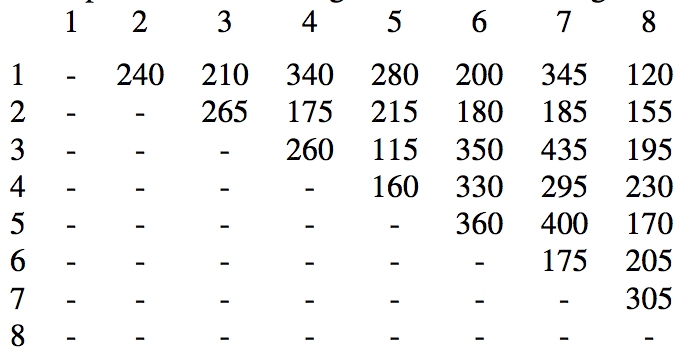 1 2 3 4 5 6 7 8
1 - 240 210 340 280 200 345 120
2 - - 265 175 215 180 185 155
3 - - - 260 115 350 435 195
4 - - - - 160 330 295 230
5 - - - - - 360 400 170
6 - - - - - - 175 205
7 - - - - - - - 305
8 - - - - - - - -